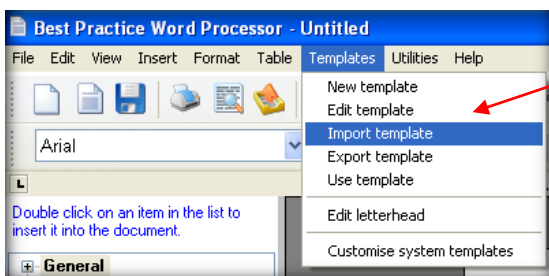 Best Practice Word Processor - Untitled
File Edit View Insert Format Table Templates Utilities Help
New template
Edit template
Import template
Export template
Use template
Edit letterhead
Customise system templates
Arial
L
Double click on an item in the list to
insert it into the document.
General